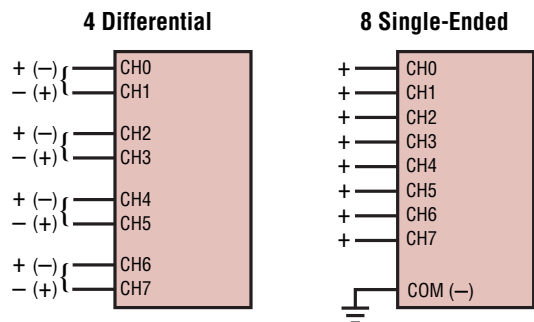 4 Differential
+ (−) { CH0
− (+) CH1
+ (−) { CH2
− (+) CH3
+ (−) { CH4
− (+) CH5
+ (−) { CH6
− (+) CH7
8 Single-Ended
+ CH0
+ CH1
+ CH2
+ CH3
+ CH4
+ CH5
+ CH6
+ CH7
COM (−)